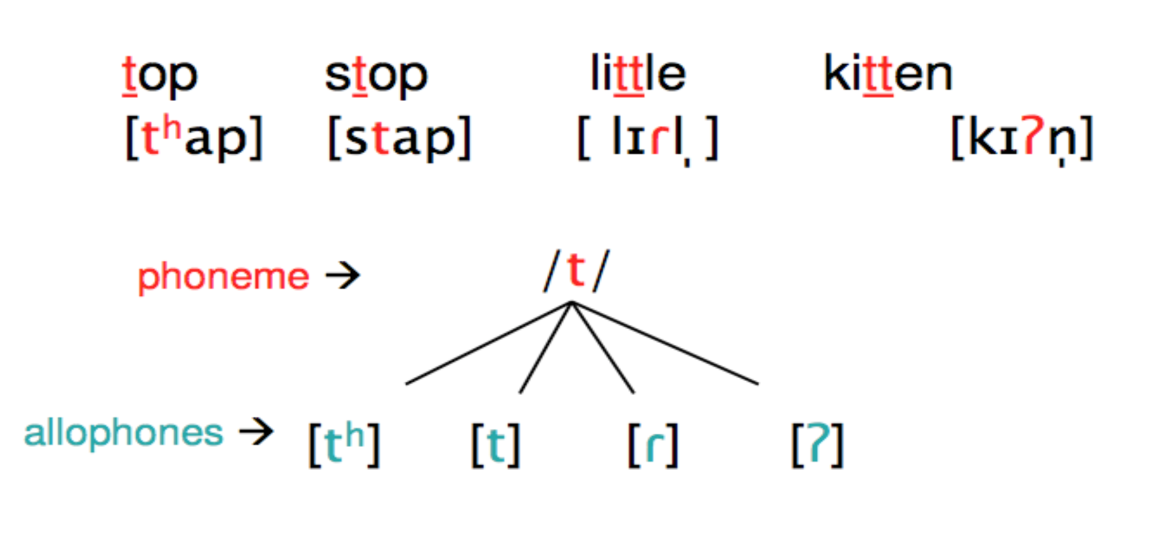 top stop little kitten
[tʰap] [stap] [ lɪɾl̩ ] [kɪʔn̩]
phoneme → /t/
allophones → [tʰ] [t] [ɾ] [ʔ]